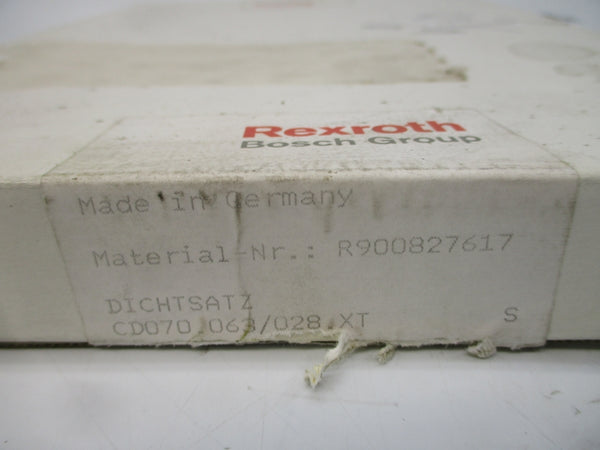 Rexroth
Bosch Group
Made in Germany
Material-Nr.: R900827617
DICHTSATZ
CD070 063/028 XT S